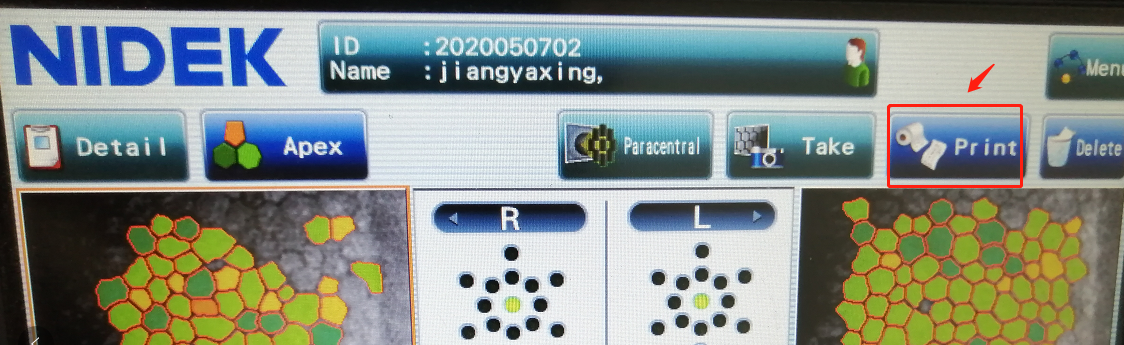 NIDEK
ID :2020050702
Name :jiangyaxing,
Menu
Detail
Apex
Paracentral
Take
Print
Delete
R
L